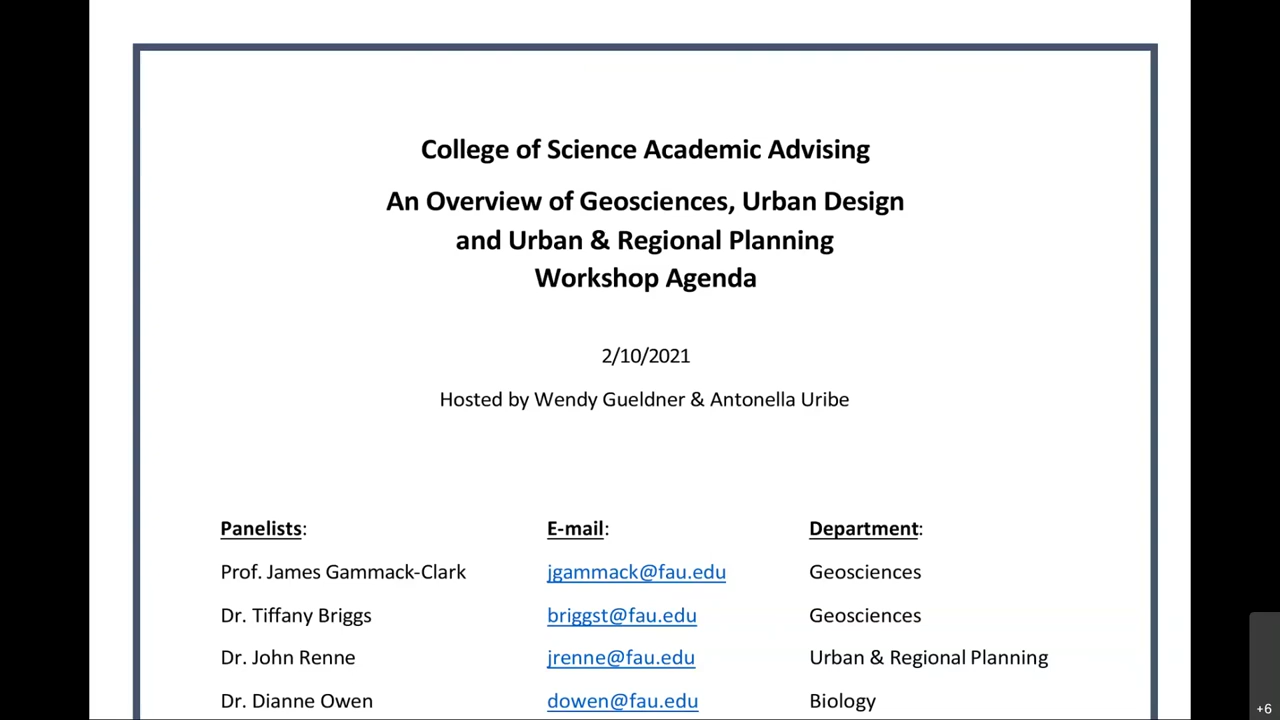 College of Science Academic Advising
An Overview of Geosciences, Urban Design
and Urban & Regional Planning
Workshop Agenda
2/10/2021
Hosted by Wendy Gueldner & Antonella Uribe
Panelists: E-mail: Department:
Prof. James Gammack-Clark jgammack@fau.edu Geosciences
Dr. Tiffany Briggs briggst@fau.edu Geosciences
Dr. John Renne jrenne@fau.edu Urban & Regional Planning
Dr. Dianne Owen dowen@fau.edu Biology
+6